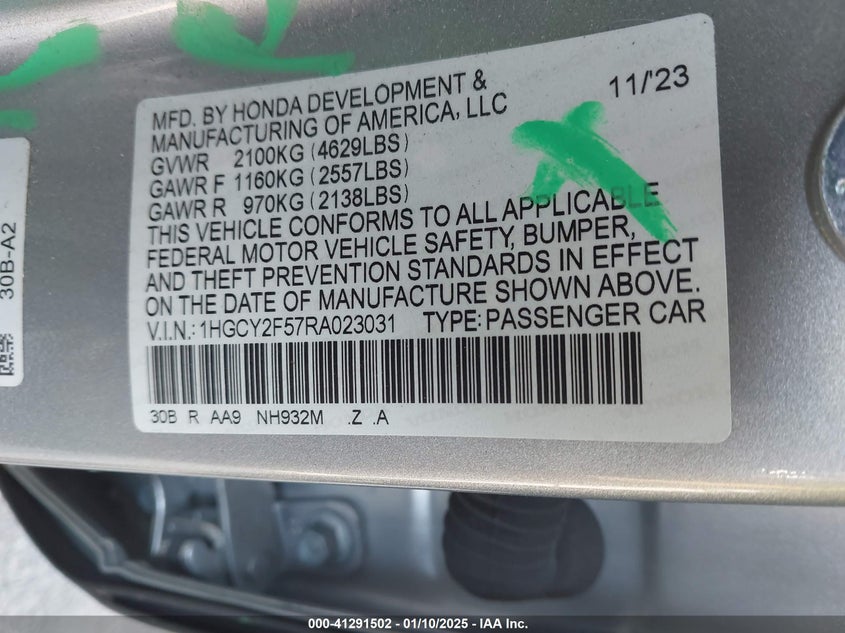 11/'23
MFD. BY HONDA DEVELOPMENT &
MANUFACTURING OF AMERICA, LLC
GVWR 2100KG (4629LBS)
GAWR F 1160KG (2557LBS)
GAWR R 970KG (2138LBS)
THIS VEHICLE CONFORMS TO ALL APPLICABLE
FEDERAL MOTOR VEHICLE SAFETY, BUMPER,
AND THEFT PREVENTION STANDARDS IN EFFECT
ON THE DATE OF MANUFACTURE SHOWN ABOVE.
V.I.N.: 1HGCY2F57RA023031 TYPE: PASSENGER CAR
30B R AA9 NH932M .Z .A
30B-A2
000-41291502 - 01/10/2025 - IAA Inc.